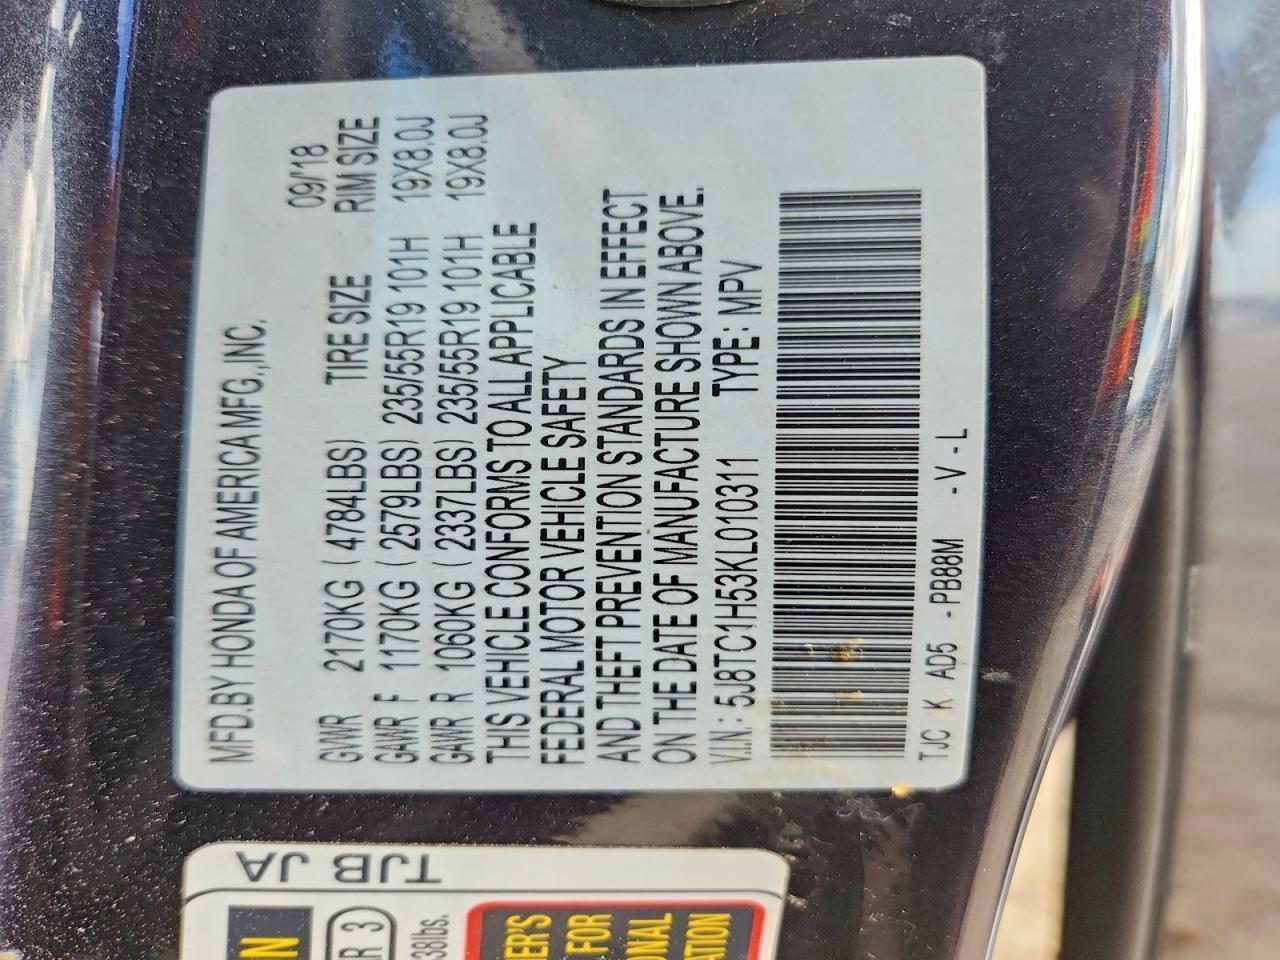 MFD.BY HONDA OF AMERICA MFG.,INC.
09/'18
GVWR 2170KG ( 4784LBS) TIRE SIZE RIM SIZE
GAWR F 1170KG ( 2579LBS) 235/55R19 101H 19X8.0J
GAWR R 1060KG ( 2337LBS) 235/55R19 101H 19X8.0J
THIS VEHICLE CONFORMS TO ALL APPLICABLE
FEDERAL MOTOR VEHICLE SAFETY
AND THEFT PREVENTION STANDARDS IN EFFECT
ON THE DATE OF MANUFACTURE SHOWN ABOVE.
V.I.N.: 5J8TC1H53KL010311 TYPE: MPV
TJC K AD5 - PB88M - V - L
TJB JA